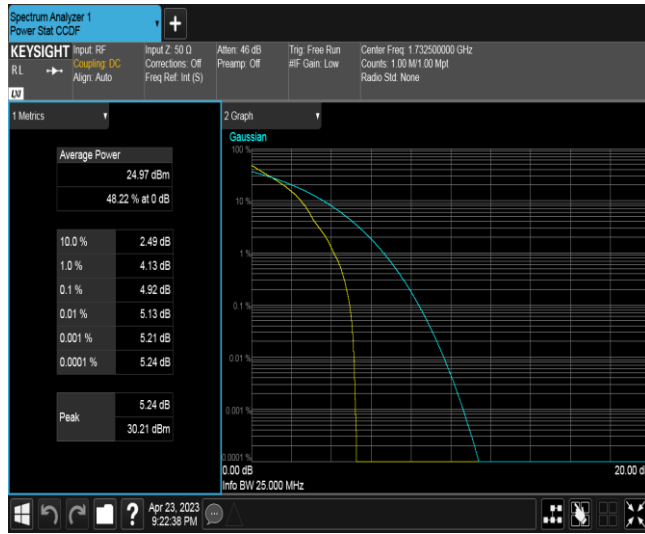 Spectrum Analyzer 1
Power Stat CCDF
+
KEYSIGHT
RL
LXI
Input: RF
Coupling: DC
Align: Auto
Input Z: 50 Ω
Corrections: Off
Freq Ref: Int (S)
Atten: 46 dB
Preamp: Off
Trig: Free Run
#IF Gain: Low
Center Freq: 1.732500000 GHz
Counts: 1.00 M/1.00 Mpt
Radio Std: None
1 Metrics
Average Power
24.97 dBm
48.22 % at 0 dB
10.0 % 2.49 dB
1.0 % 4.13 dB
0.1 % 4.92 dB
0.01 % 5.13 dB
0.001 % 5.21 dB
0.0001 % 5.24 dB
Peak
5.24 dB
30.21 dBm
2 Graph
Gaussian
100 %
10 %
1 %
0.1 %
0.01 %
0.001 %
0.0001 %
0.00 dB
20.00 d
Info BW 25.000 MHz
?
Apr 23, 2023
9:22:38 PM